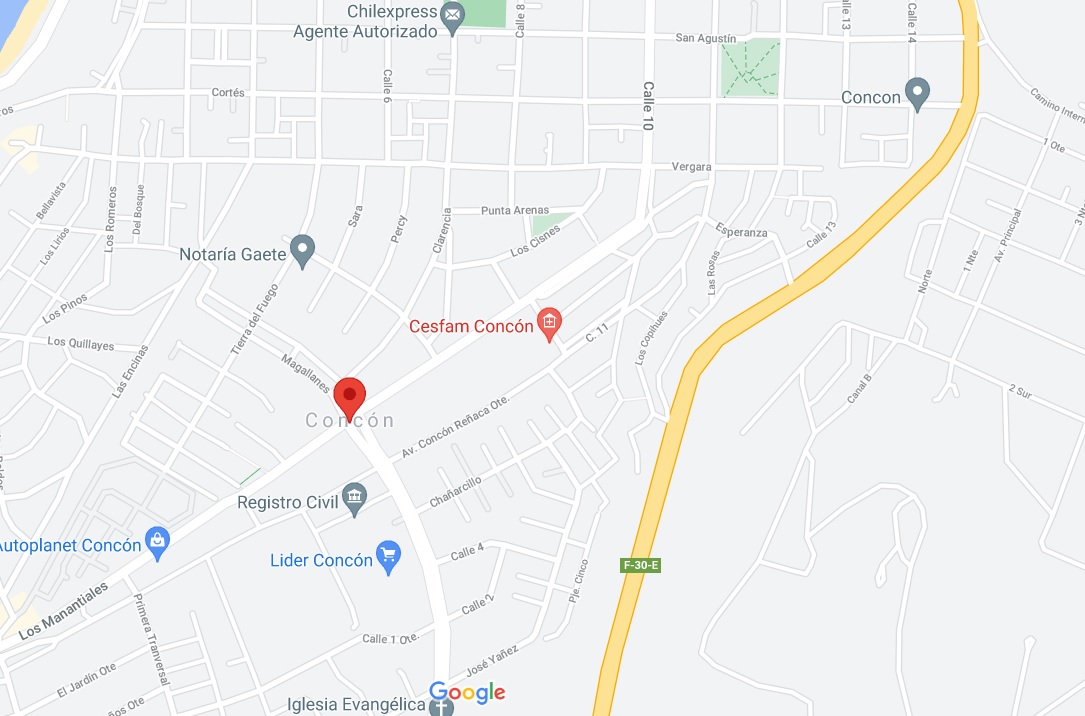 Chilexpress
Agente Autorizado
Calle 8
Calle 14
San Agustín
Calle 6
Cortés
Calle 10
Concon
Camino Intern
1 Ote
Vergara
Bellavista
Los Romeros
Del Bosque
Sara
Percy
Clarencia
Punta Arenas
Los Cisnes
Esperanza
Calle 13
Av. Principal
Los Lirios
Notaría Gaete
Las Rosas
1 Nte
Norte
Los Pinos
Tierra del Fuego
Cesfam Concón
C. 11
Los Copihues
Los Quillayes
Las Encinas
Magallanes
Canal B
2 Sur
Concón
Av. Concón Reñaca Ote.
Registro Civil
Chañarcillo
Autoplanet Concón
Lider Concón
Calle 4
F-30-E
Pje. Cinco
Los Manantiales
Primera Tranversal
Calle 2
Calle 1 Ote.
José Yañez
El Jardín Ote
Google
Iglesia Evangélica